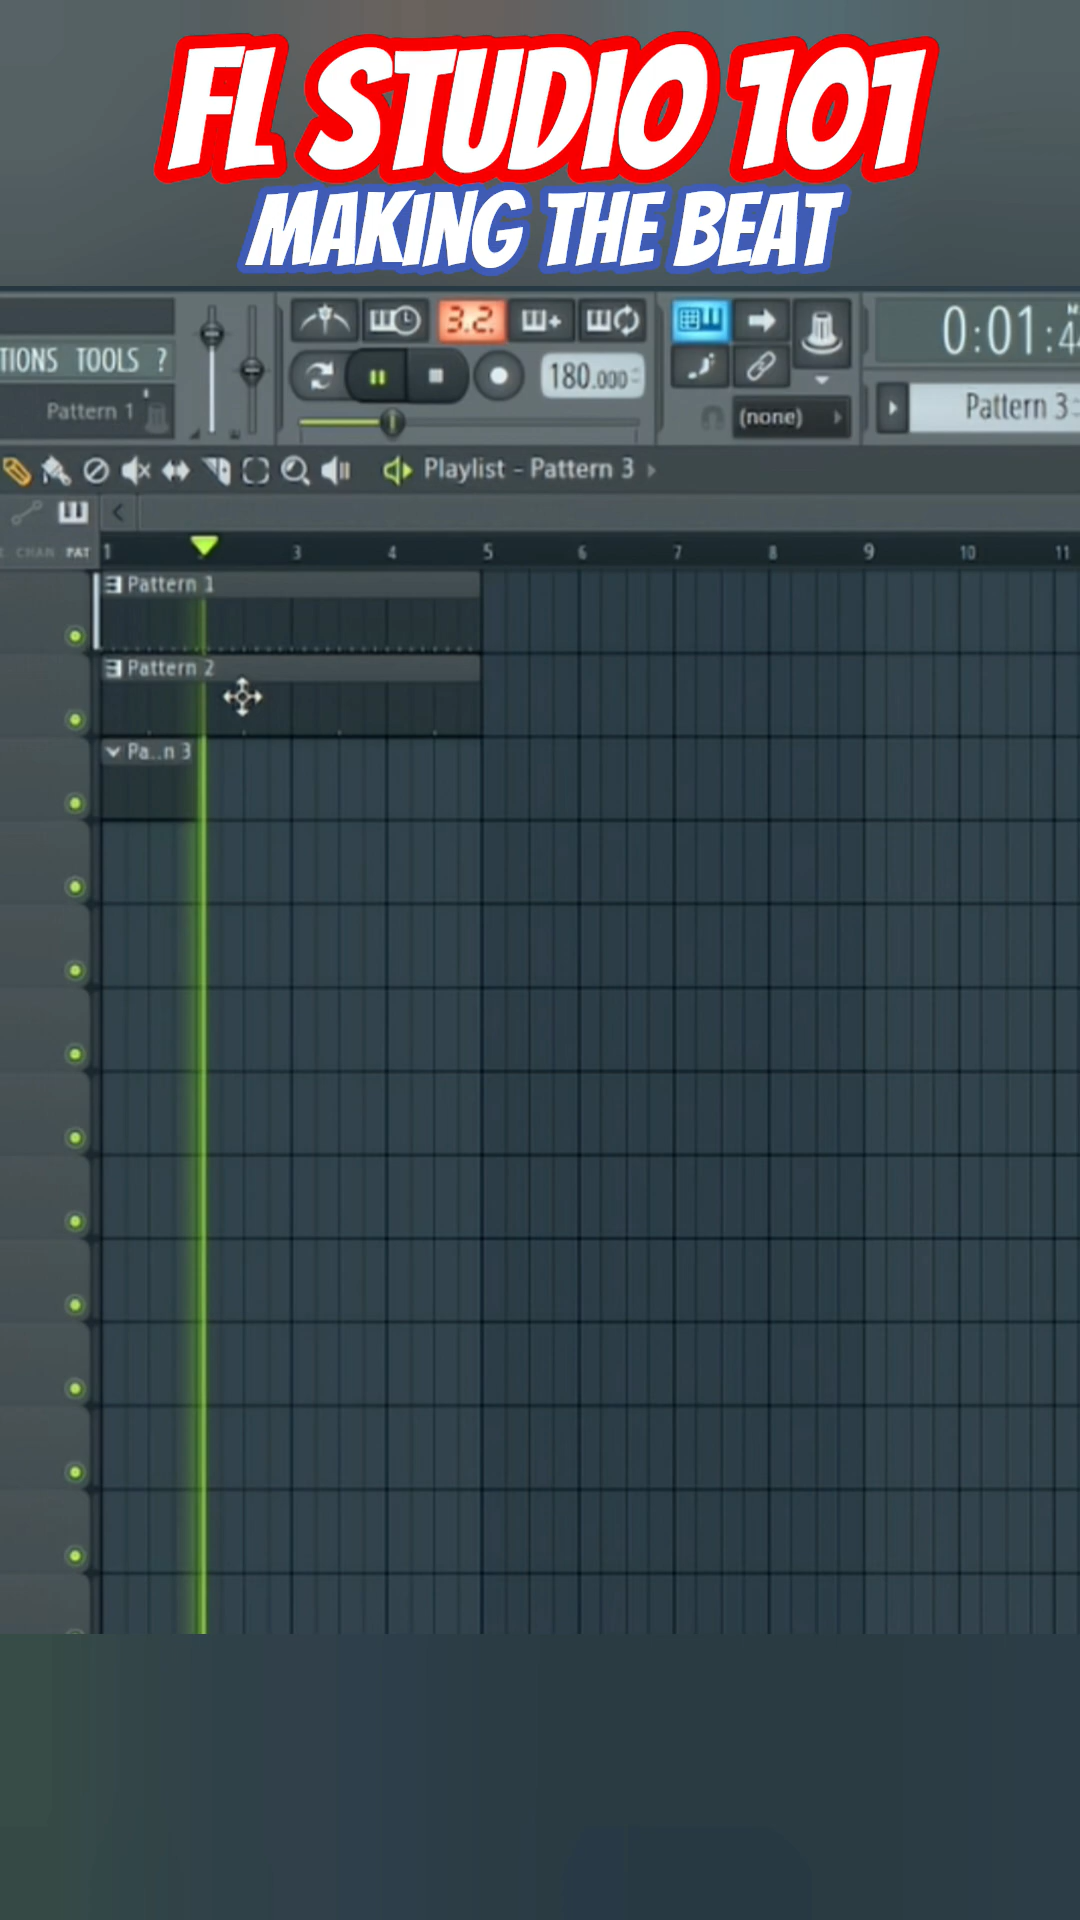 FL STUDIO 101
MAKING THE BEAT
3.2.
TIONS TOOLS ?
180.000
0:01:4
Pattern 1
(none)
Pattern 3
Playlist - Pattern 3
CHAN PAT 1 3 4 5 6 7 8 9 10 11
Pattern 1
Pattern 2
Pa..n 3